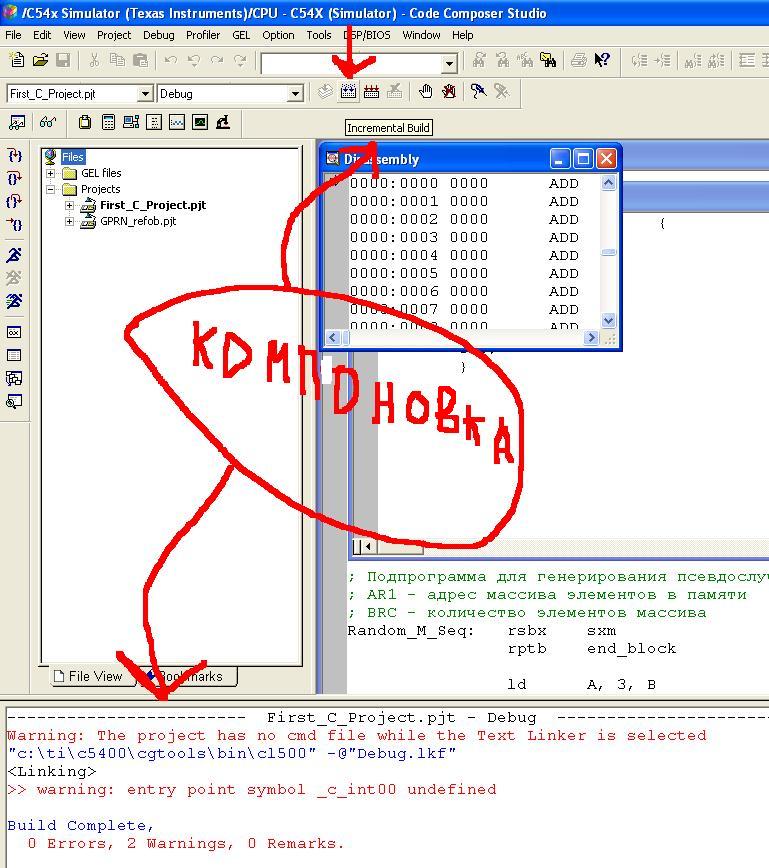 /C54x Simulator (Texas Instruments)/CPU - C54X (Simulator) - Code Composer Studio
File Edit View Project Debug Profiler GEL Option Tools DSP/BIOS Window Help
First_C_Project.pjt Debug
Incremental Build
Files
GEL files
Projects
First_C_Project.pjt
GPRN_refob.pjt
Disassembly
0000:0000 0000 ADD
0000:0001 0000 ADD
0000:0002 0000 ADD
0000:0003 0000 ADD
0000:0004 0000 ADD
0000:0005 0000 ADD
0000:0006 0000 ADD
0000:0007 0000 ADD
{
}
КОМПОНОВКА
; Подпрограмма для генерирования псевдослуч
; AR1 - адрес массива элементов в памяти
; BRC - количество элементов массива
Random_M_Seq: rsbx sxm
rptb end_block
ld A, 3, B
File View Bookmarks
------------------------ First_C_Project.pjt - Debug ------------------------
Warning: The project has no cmd file while the Text Linker is selected
"c:\ti\c5400\cgtools\bin\cl500" -@"Debug.lkf"
<Linking>
>> warning: entry point symbol _c_int00 undefined
Build Complete,
0 Errors, 2 Warnings, 0 Remarks.